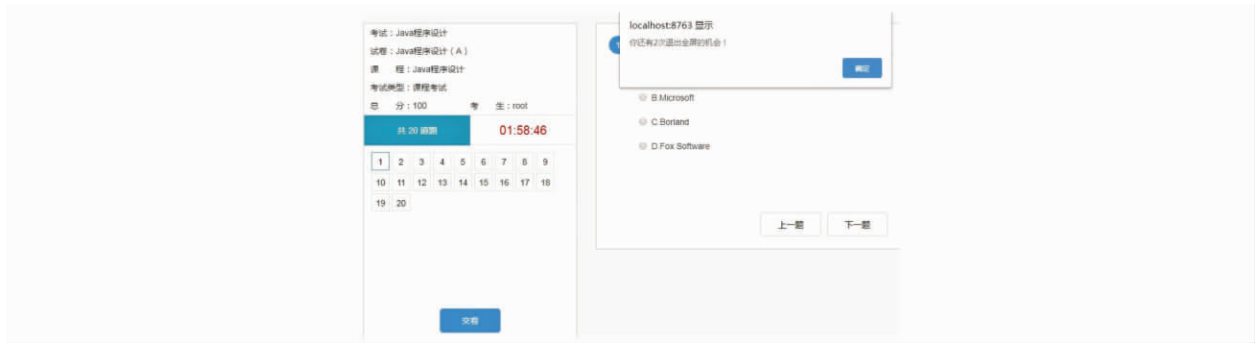 考试：Java程序设计
试卷：Java程序设计（A）
课 程：Java程序设计
考试类型：课程考试
总 分：100 考 生：root
共 20 道题 01:58:46
1 2 3 4 5 6 7 8 9
10 11 12 13 14 15 16 17 18
19 20
交卷
localhost:8763 显示
你还有2次退出全屏的机会！
确定
B.Microsoft
C.Borland
D.Fox Software
上一题 下一题